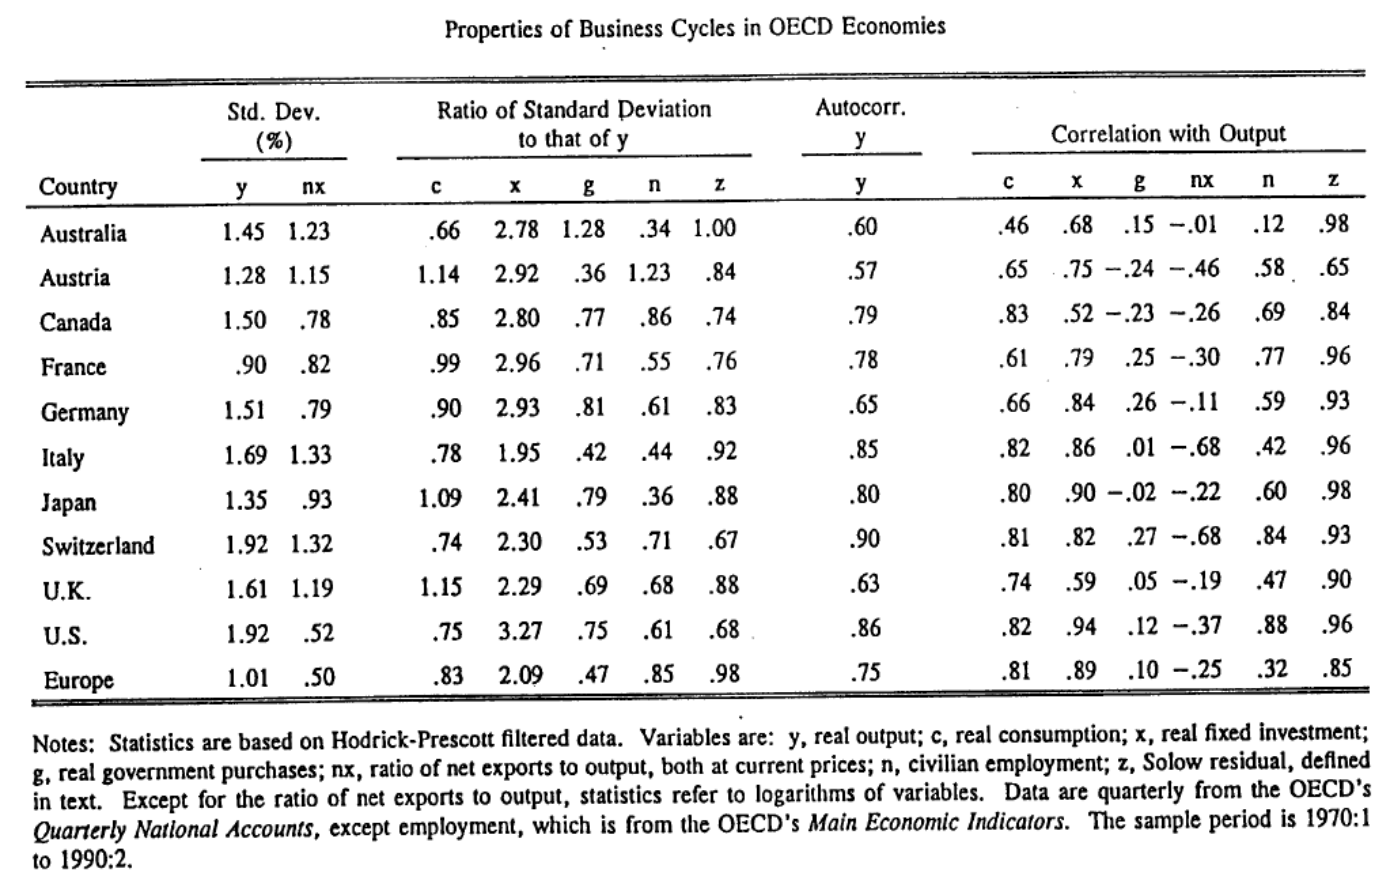 Properties of Business Cycles in OECD Economies
Std. Dev. Ratio of Standard Deviation Autocorr.
(%) to that of y y Correlation with Output
Country y nx c x g n z y c x g nx n z
Australia 1.45 1.23 .66 2.78 1.28 .34 1.00 .60 .46 .68 .15 −.01 .12 .98
Austria 1.28 1.15 1.14 2.92 .36 1.23 .84 .57 .65 .75 −.24 −.46 .58 .65
Canada 1.50 .78 .85 2.80 .77 .86 .74 .79 .83 .52 −.23 −.26 .69 .84
France .90 .82 .99 2.96 .71 .55 .76 .78 .61 .79 .25 −.30 .77 .96
Germany 1.51 .79 .90 2.93 .81 .61 .83 .65 .66 .84 .26 −.11 .59 .93
Italy 1.69 1.33 .78 1.95 .42 .44 .92 .85 .82 .86 .01 −.68 .42 .96
Japan 1.35 .93 1.09 2.41 .79 .36 .88 .80 .80 .90 −.02 −.22 .60 .98
Switzerland 1.92 1.32 .74 2.30 .53 .71 .67 .90 .81 .82 .27 −.68 .84 .93
U.K. 1.61 1.19 1.15 2.29 .69 .68 .88 .63 .74 .59 .05 −.19 .47 .90
U.S. 1.92 .52 .75 3.27 .75 .61 .68 .86 .82 .94 .12 −.37 .88 .96
Europe 1.01 .50 .83 2.09 .47 .85 .98 .75 .81 .89 .10 −.25 .32 .85
Notes: Statistics are based on Hodrick-Prescott filtered data. Variables are: y, real output; c, real consumption; x, real fixed investment;
g, real government purchases; nx, ratio of net exports to output, both at current prices; n, civilian employment; z, Solow residual, defined
in text. Except for the ratio of net exports to output, statistics refer to logarithms of variables. Data are quarterly from the OECD's
Quarterly National Accounts, except employment, which is from the OECD's Main Economic Indicators. The sample period is 1970:1
to 1990:2.